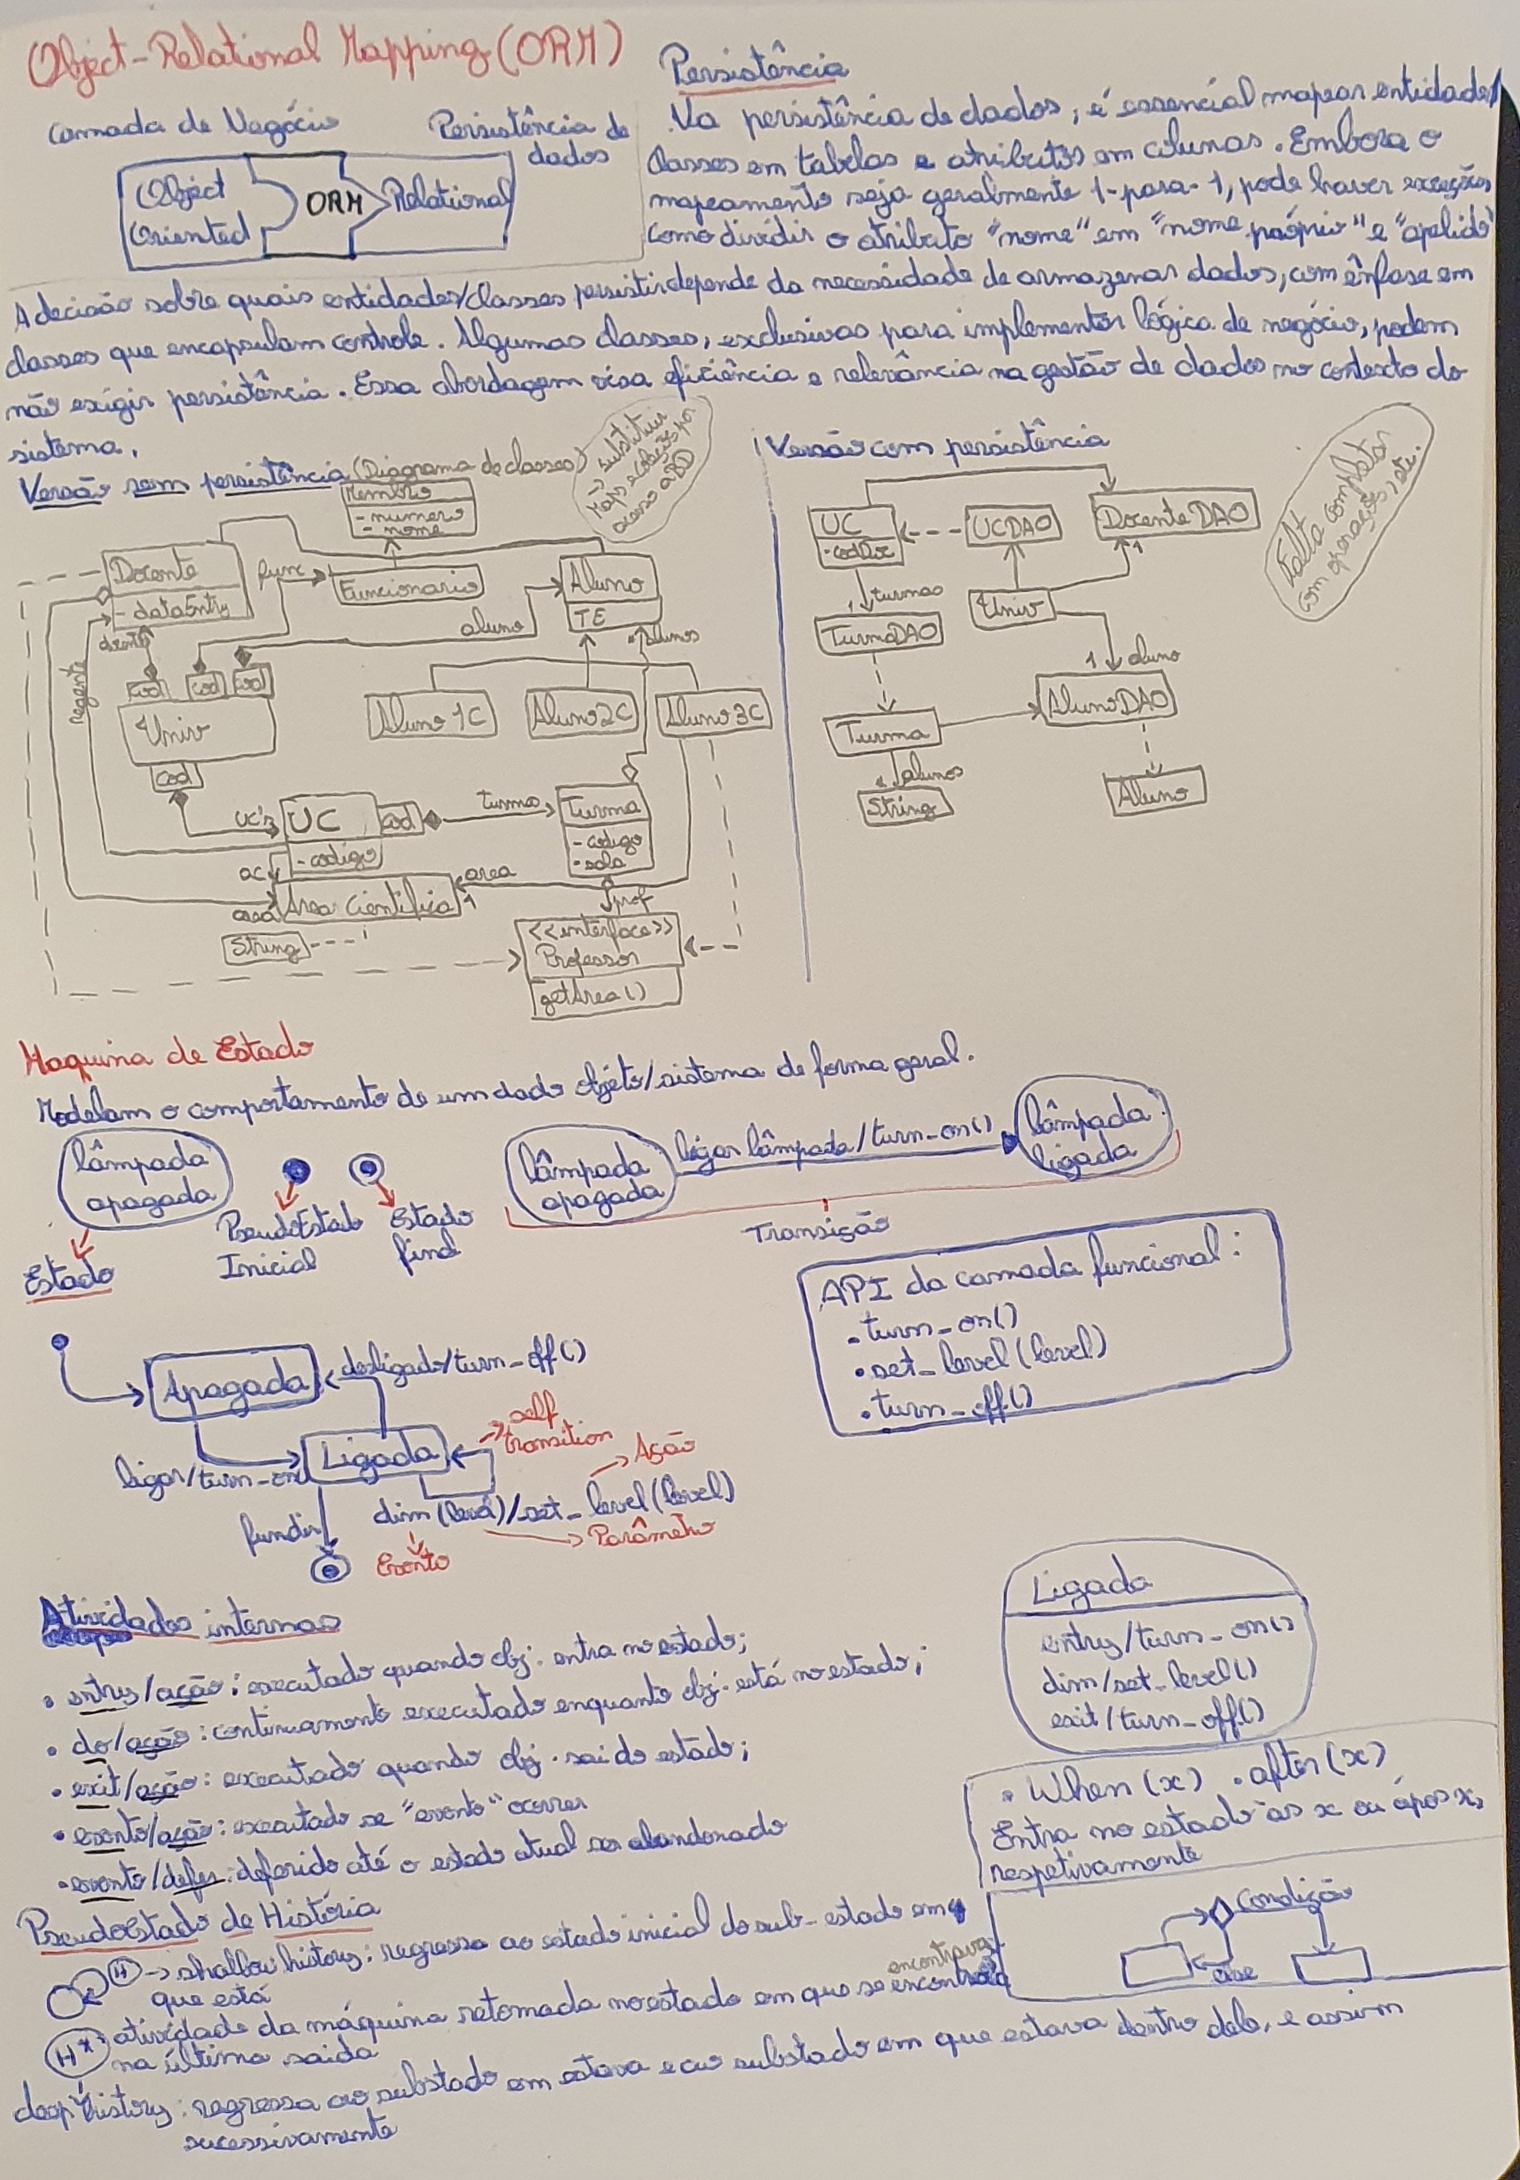 Object-Relational Mapping (ORM)
Camada de Negócio
Persistência de
dados
Object
Oriented
ORM
Relational
Persistência
Na persistência de dados, é essencial mapear entidades/
classes em tabelas e atributos em colunas. Embora o
mapeamento seja geralmente 1-para-1, pode haver exceções
como dividir o atributo "nome" em "nome próprio" e "apelido"
A decisão sobre quais entidades/classes persistir depende da necessidade de armazenar dados, com ênfase em
classes que encapsulam controle. Algumas classes, exclusivas para implementar lógica de negócio, podem
não exigir persistência. Essa abordagem visa eficiência e relevância na gestão de dados no contexto do
sistema.
Versão sem persistência (Diagrama de classes)
-> substituir
Maps e coleções por
acesso a BD
Membro
- numero
- nome
Docente
- dataEntry
func
Funcionario
Aluno
TE
aluno
alunos
docente
regente
cod
cod
cod
Univ
cod
Aluno 1C
Aluno 2C
Aluno 3C
UC's
UC
cod
- codigo
turmas
Turma
- codigo
- sala
ac
area
area
1
Area Cientifica
String
prof
<<interface>>
Professor
getArea()
Versão com persistência
Falta completar
com operações, etc.
UC
- codDoc
UCDAO
DocenteDAO
1
turmas
1
TurmaDAO
Univ
1
aluno
Turma
AlunoDAO
alunos
String
Aluno
Maquina de Estado
Modelam o comportamento de um dado objeto/sistema de forma geral.
lâmpada
apagada
Estado
PseudoEstado
Inicial
Estado
final
lâmpada
apagada
ligar lâmpada/turn_on()
lâmpada
ligada
Transição
API da camada funcional:
• turn_on()
• set_level(level)
• turn_off()
Apagada
desligado/turn_off()
Ligada
ligar/turn_on
-> self
transition
-> Ação
dim(level)/set_level(level)
-> Parâmetro
Evento
fundir
Atividades internas
• entry/ação: executado quando obj. entra no estado;
• do/ação: continuamente executado enquanto obj. está no estado;
• exit/ação: executado quando obj. sai do estado;
• evento/ação: executado se "evento" ocorrer
• evento/defer: deferido até o estado atual ser abandonado
Ligada
entry/turn_on()
dim/set_level()
exit/turn_off()
• When(x) • after(x)
Entra no estado às x ou após x,
respetivamente
Condição
else
PseudoEstado de História
H -> shallow history: regressa ao estado inicial do sub-estado em
que está
H* atividade da máquina retomada no estado em que se encontrava
encontrava
na última saída
deep history: regressa ao substado em estava e ao substado em que estava dentro dele, e assim
sucessivamente